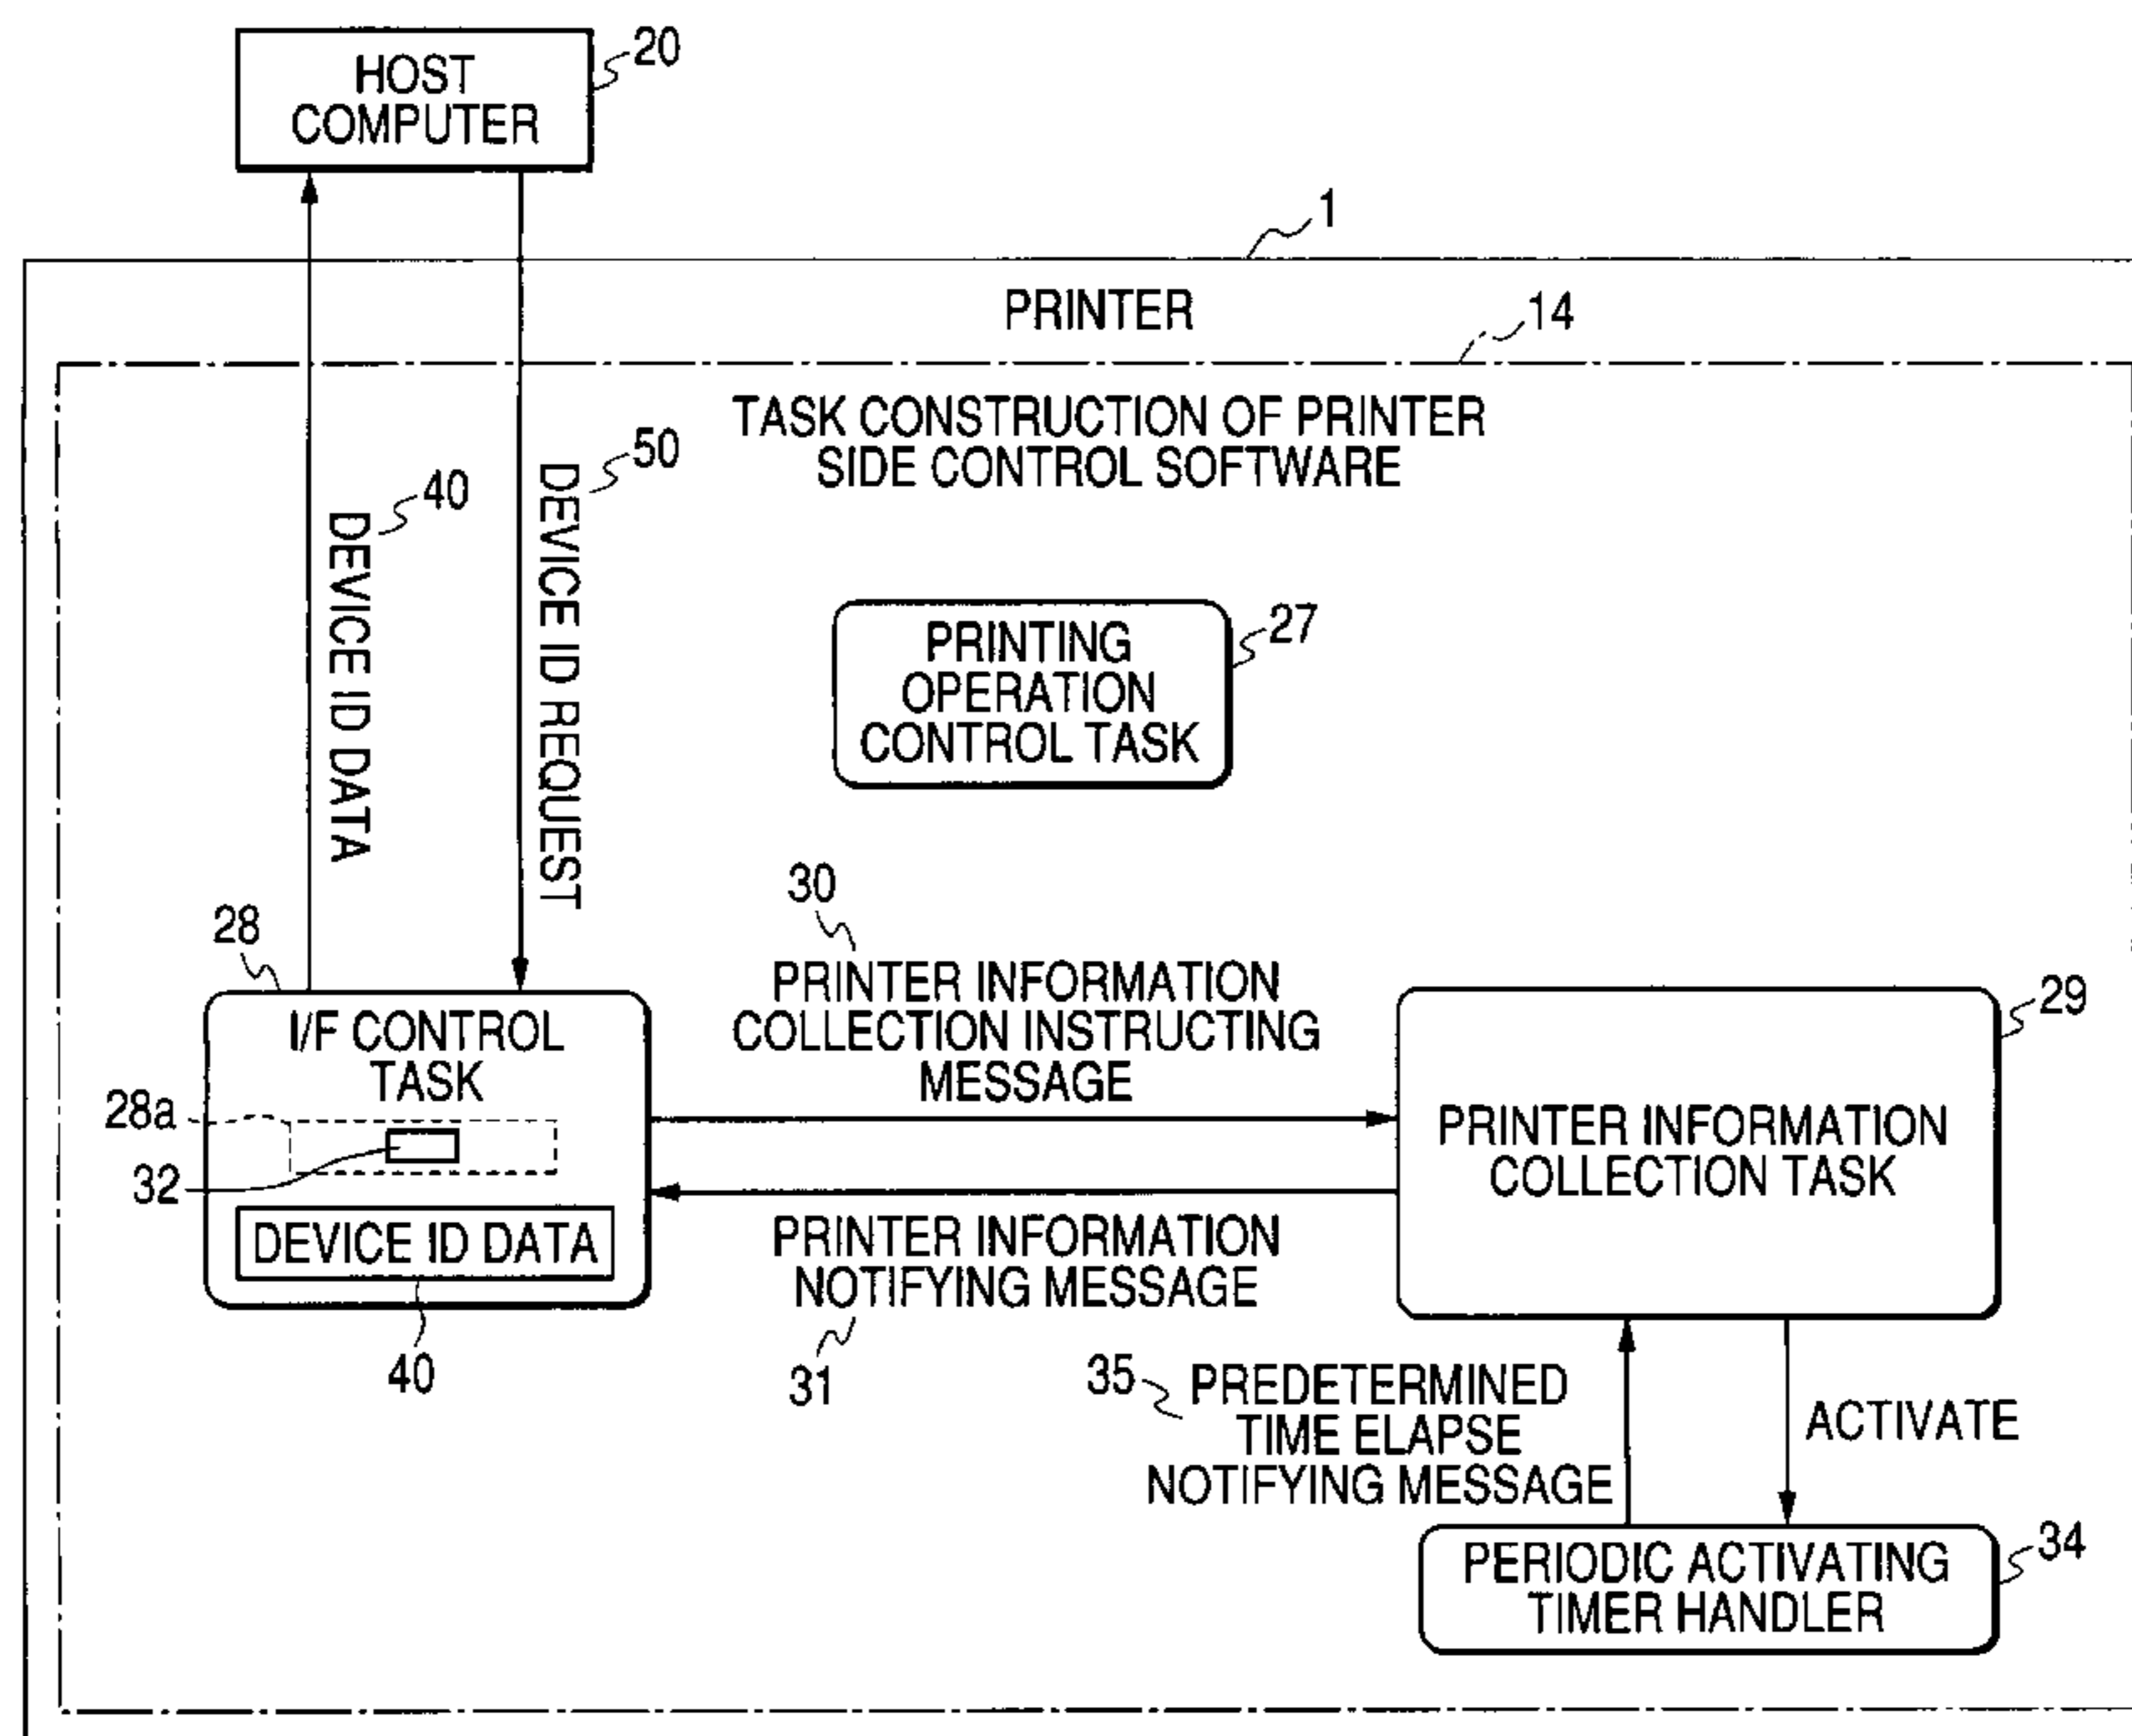 HOST
COMPUTER
20
1
PRINTER
14
TASK CONSTRUCTION OF PRINTER
SIDE CONTROL SOFTWARE
40
DEVICE ID DATA
50
DEVICE ID REQUEST
PRINTING
OPERATION
CONTROL TASK
27
28
I/F CONTROL
TASK
28a
32
DEVICE ID DATA
40
30
PRINTER INFORMATION
COLLECTION INSTRUCTING
MESSAGE
PRINTER INFORMATION
NOTIFYING MESSAGE
31
29
PRINTER INFORMATION
COLLECTION TASK
35
PREDETERMINED
TIME ELAPSE
NOTIFYING MESSAGE
ACTIVATE
PERIODIC ACTIVATING
TIMER HANDLER
34